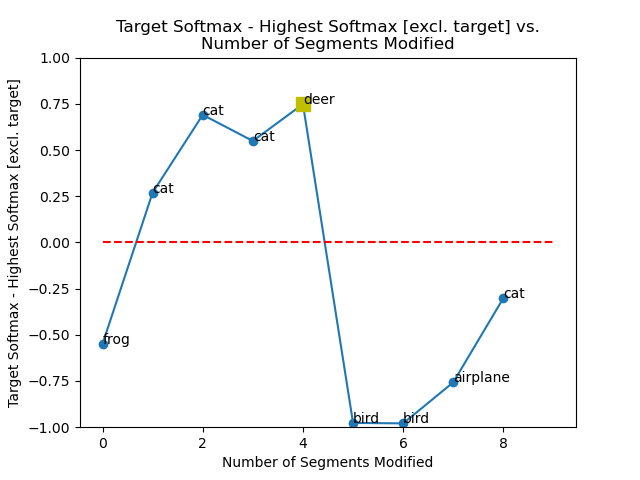 Target Softmax - Highest Softmax [excl. target] vs.
Number of Segments Modified
Target Softmax - Highest Softmax [excl. target]
1.00
0.75
0.50
0.25
0.00
−0.25
−0.50
−0.75
−1.00
frog
cat
cat
cat
deer
bird
bird
airplane
cat
0 2 4 6 8
Number of Segments Modified